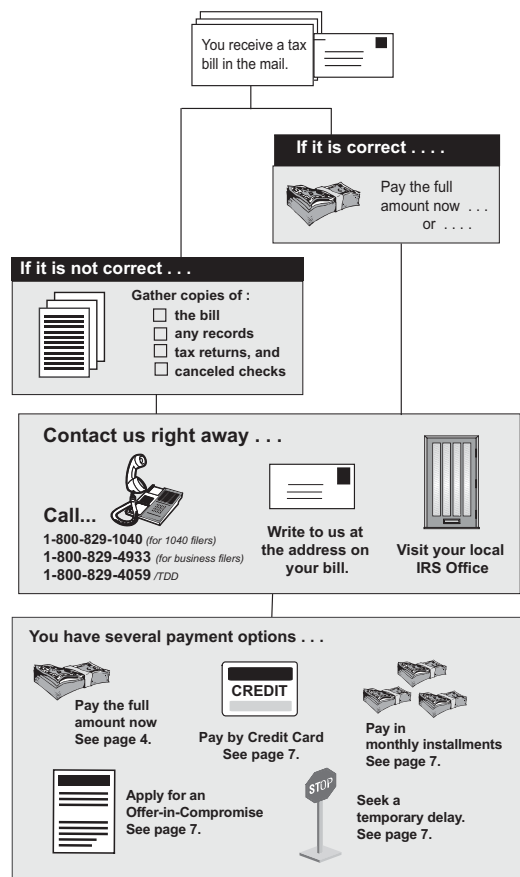 You receive a tax
bill in the mail.
If it is correct . . . .
Pay the full
amount now . . .
or . . . .
If it is not correct . . .
Gather copies of :
the bill
any records
tax returns, and
canceled checks
Contact us right away . . .
Call...
1-800-829-1040 (for 1040 filers)
1-800-829-4933 (for business filers)
1-800-829-4059 /TDD
Write to us at
the address on
your bill.
Visit your local
IRS Office
You have several payment options . . .
Pay the full
amount now
See page 4.
CREDIT
Pay by Credit Card
See page 7.
Pay in
monthly installments
See page 7.
Apply for an
Offer-in-Compromise
See page 7.
STOP
Seek a
temporary delay.
See page 7.